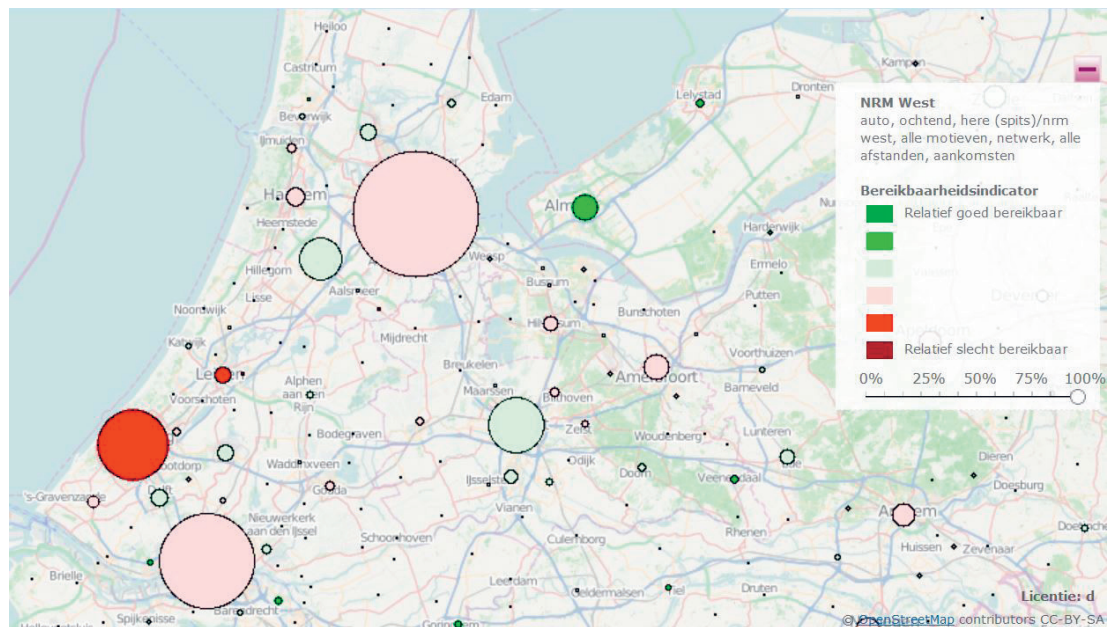 Heiloo
Castricum
Kampen
Dronten
Lelystad
Edam
Beverwijk
IJmuiden
Heemstede
Harderwijk
Weesp
Ermelo
Hillegom
Bussum
Aalsmeer
Lisse
Putten
Noordwijk
Bunschoten
Mijdrecht
Katwijk
Voorthuizen
Breukelen
Alphen
aan den
Rijn
Maarssen
Barneveld
Voorschoten
Bilthoven
Zeist
Woudenberg
Lunteren
Bodegraven
Odijk
Dieren
Waddinxveen
Doorn
IJsselstein
Veenendaal
Doesburg
Gouda
's-Gravenzande
Delft
Vianen
Arnhem
Nieuwerkerk
aan den IJssel
Rhenen
Schoonhoven
Culemborg
Huissen
Zevenaar
Brielle
Leerdam
Geldermalsen
Tiel
Druten
Barendrecht
Spijkenisse
Gorinchem
NRM West
auto, ochtend, here (spits)/nrm
west, alle motieven, netwerk, alle
afstanden, aankomsten
Bereikbaarheidsindicator
Relatief goed bereikbaar
Relatief slecht bereikbaar
0% 25% 50% 75% 100%
Licentie: d
© OpenStreetMap contributors CC-BY-SA